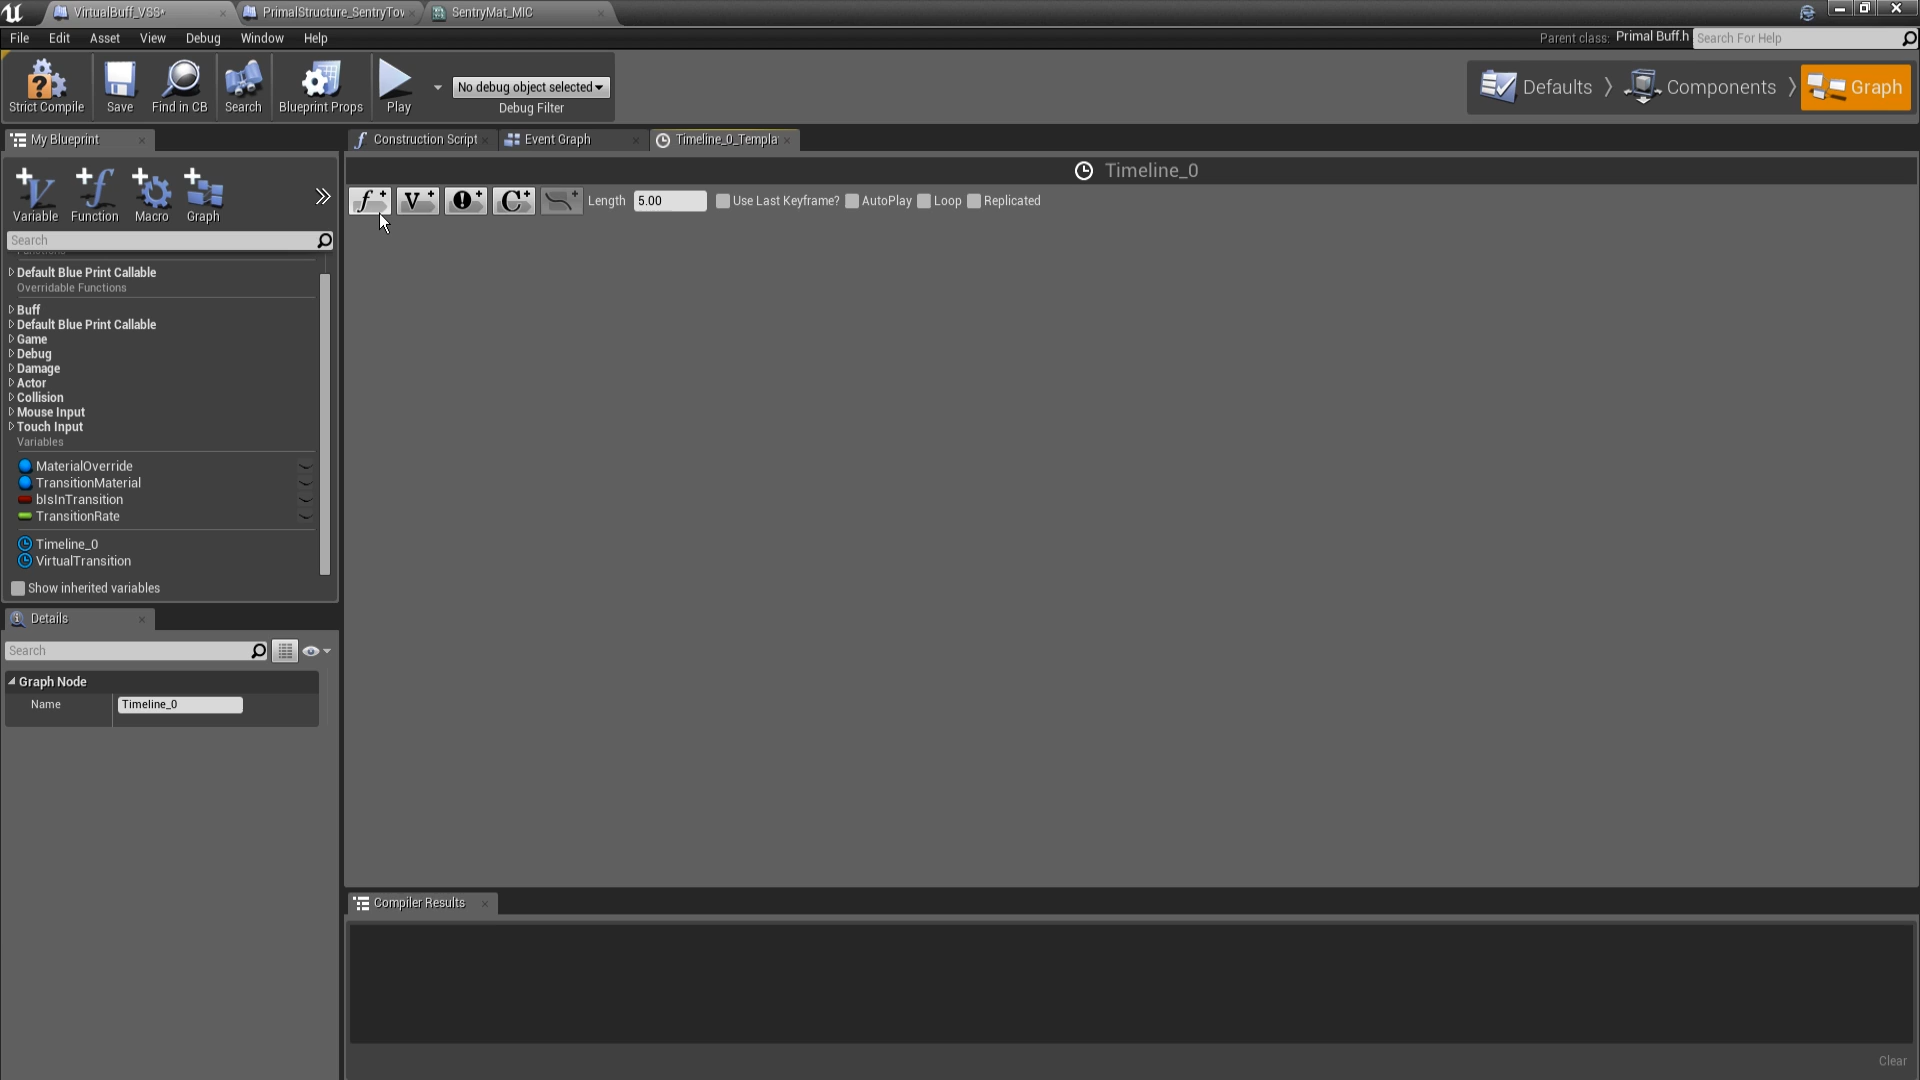 VirtualBuff_VSS*
PrimalStructure_SentryTov
SentryMat_MIC
File Edit Asset View Debug Window Help
Parent class: Primal Buff.h Search For Help
Strict Compile
Save
Find in CB
Search
Blueprint Props
Play
No debug object selected
Debug Filter
Defaults
Components
Graph
My Blueprint
Construction Script
Event Graph
Timeline_0_Templa
Timeline_0
Variable
Function
Macro
Graph
Length 5.00 Use Last Keyframe? AutoPlay Loop Replicated
Search
Functions
Default Blue Print Callable
Overridable Functions
Buff
Default Blue Print Callable
Game
Debug
Damage
Actor
Collision
Mouse Input
Touch Input
Variables
MaterialOverride
TransitionMaterial
bIsInTransition
TransitionRate
Timeline_0
VirtualTransition
Show inherited variables
Details
Search
Graph Node
Name Timeline_0
Compiler Results
Clear